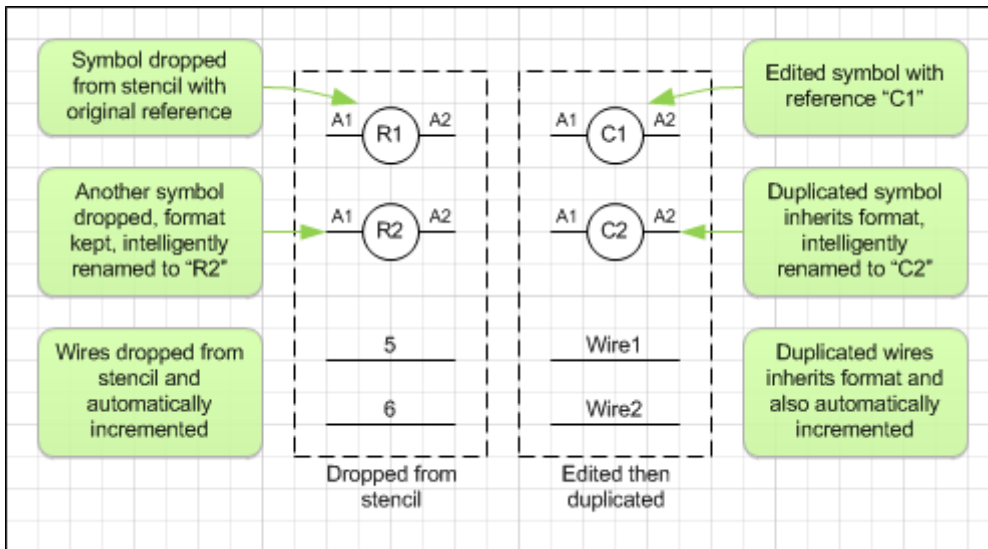 Symbol dropped
from stencil with
original reference
A1
R1
A2
A1
C1
A2
Edited symbol with
reference “C1”
Another symbol
dropped, format
kept, intelligently
renamed to “R2”
A1
R2
A2
A1
C2
A2
Duplicated symbol
inherits format,
intelligently
renamed to “C2”
Wires dropped from
stencil and
automatically
incremented
5
6
Wire1
Wire2
Duplicated wires
inherits format and
also automatically
incremented
Dropped from
stencil
Edited then
duplicated